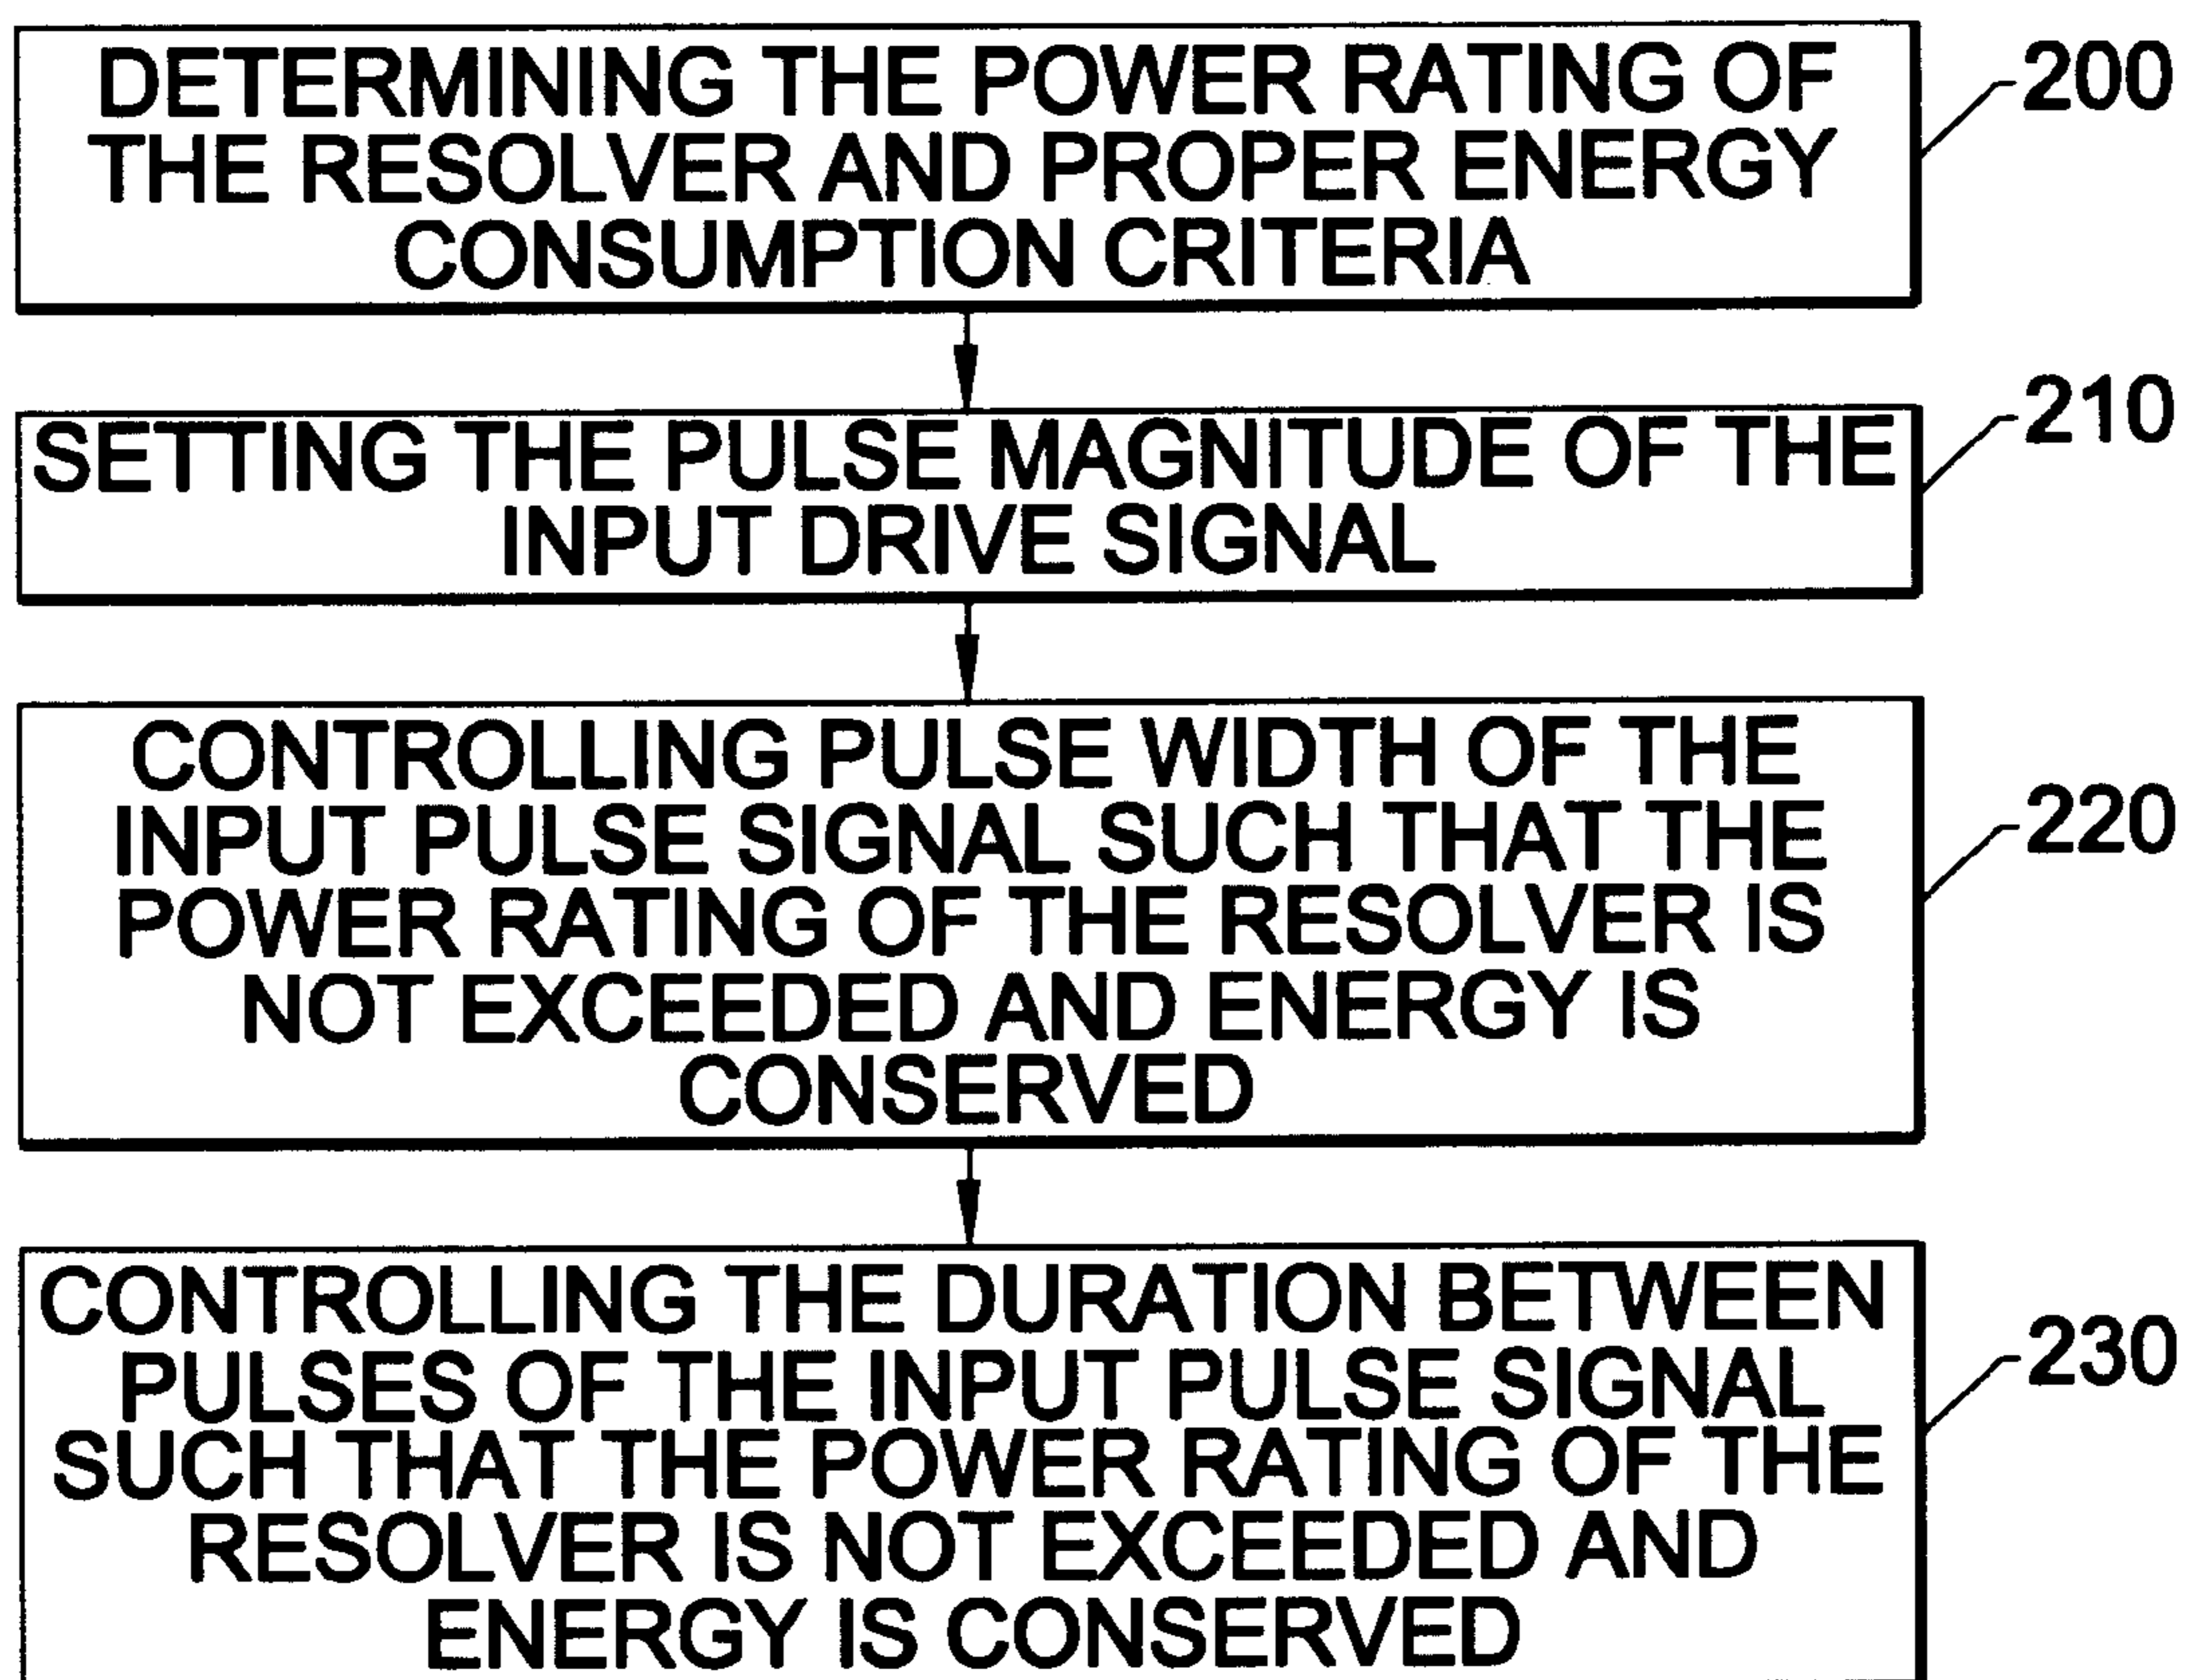 DETERMINING THE POWER RATING OF
THE RESOLVER AND PROPER ENERGY
CONSUMPTION CRITERIA
200
SETTING THE PULSE MAGNITUDE OF THE
INPUT DRIVE SIGNAL
210
CONTROLLING PULSE WIDTH OF THE
INPUT PULSE SIGNAL SUCH THAT THE
POWER RATING OF THE RESOLVER IS
NOT EXCEEDED AND ENERGY IS
CONSERVED
220
CONTROLLING THE DURATION BETWEEN
PULSES OF THE INPUT PULSE SIGNAL
SUCH THAT THE POWER RATING OF THE
RESOLVER IS NOT EXCEEDED AND
ENERGY IS CONSERVED
230